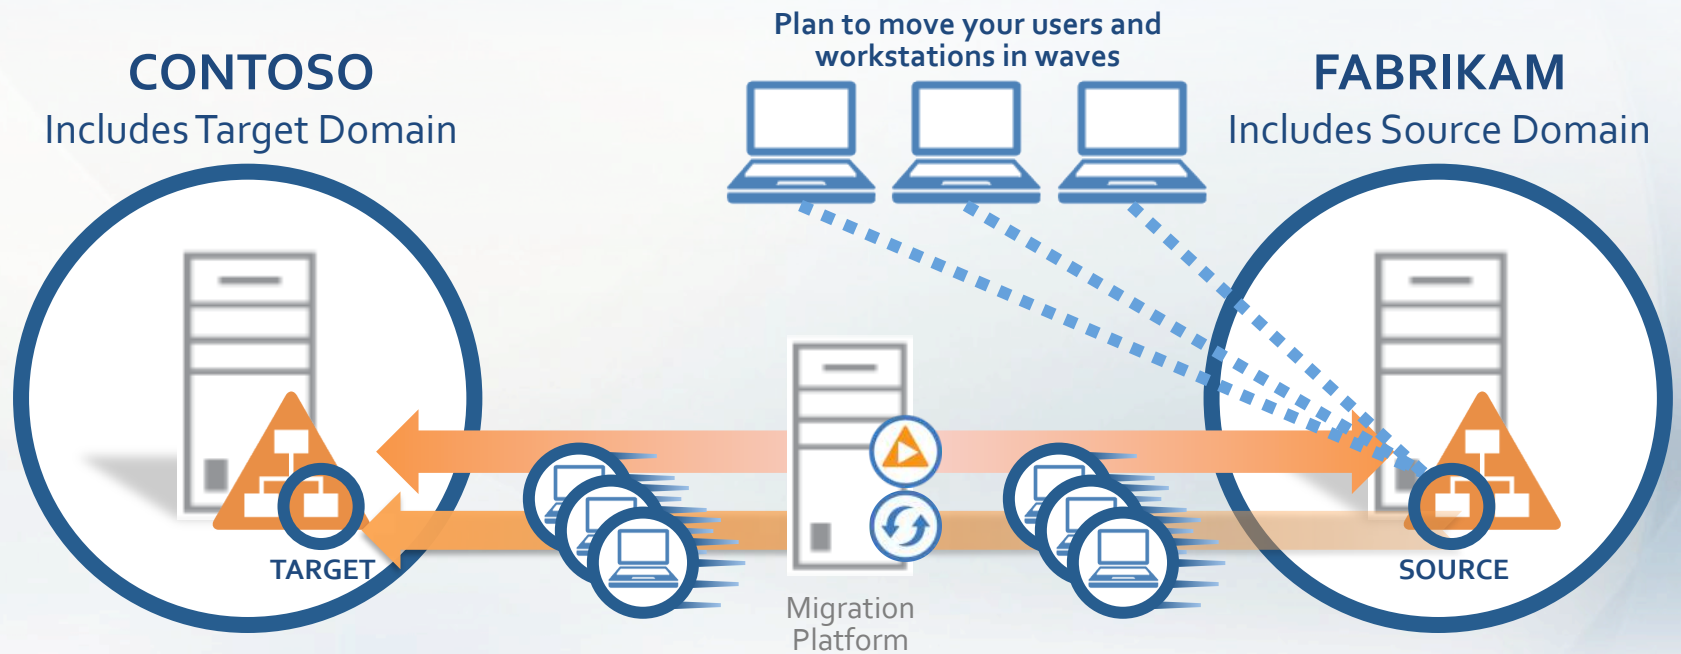 Plan to move your users and
workstations in waves
CONTOSO
Includes Target Domain
FABRIKAM
Includes Source Domain
TARGET
SOURCE
Migration
Platform